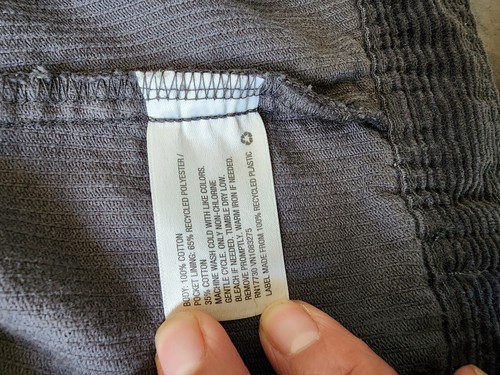 BODY: 100% COTTON
POCKET LINING: 65% RECYCLED POLYESTER/
35% COTTON
MACHINE WASH COLD WITH LIKE COLORS.
GENTLE CYCLE. ONLY NON-CHLORINE
BLEACH IF NEEDED. TUMBLE DRY LOW.
REMOVE PROMPTLY. WARM IRON IF NEEDED.
RN17730 VN1083275
LABEL MADE FROM 100% RECYCLED PLASTIC